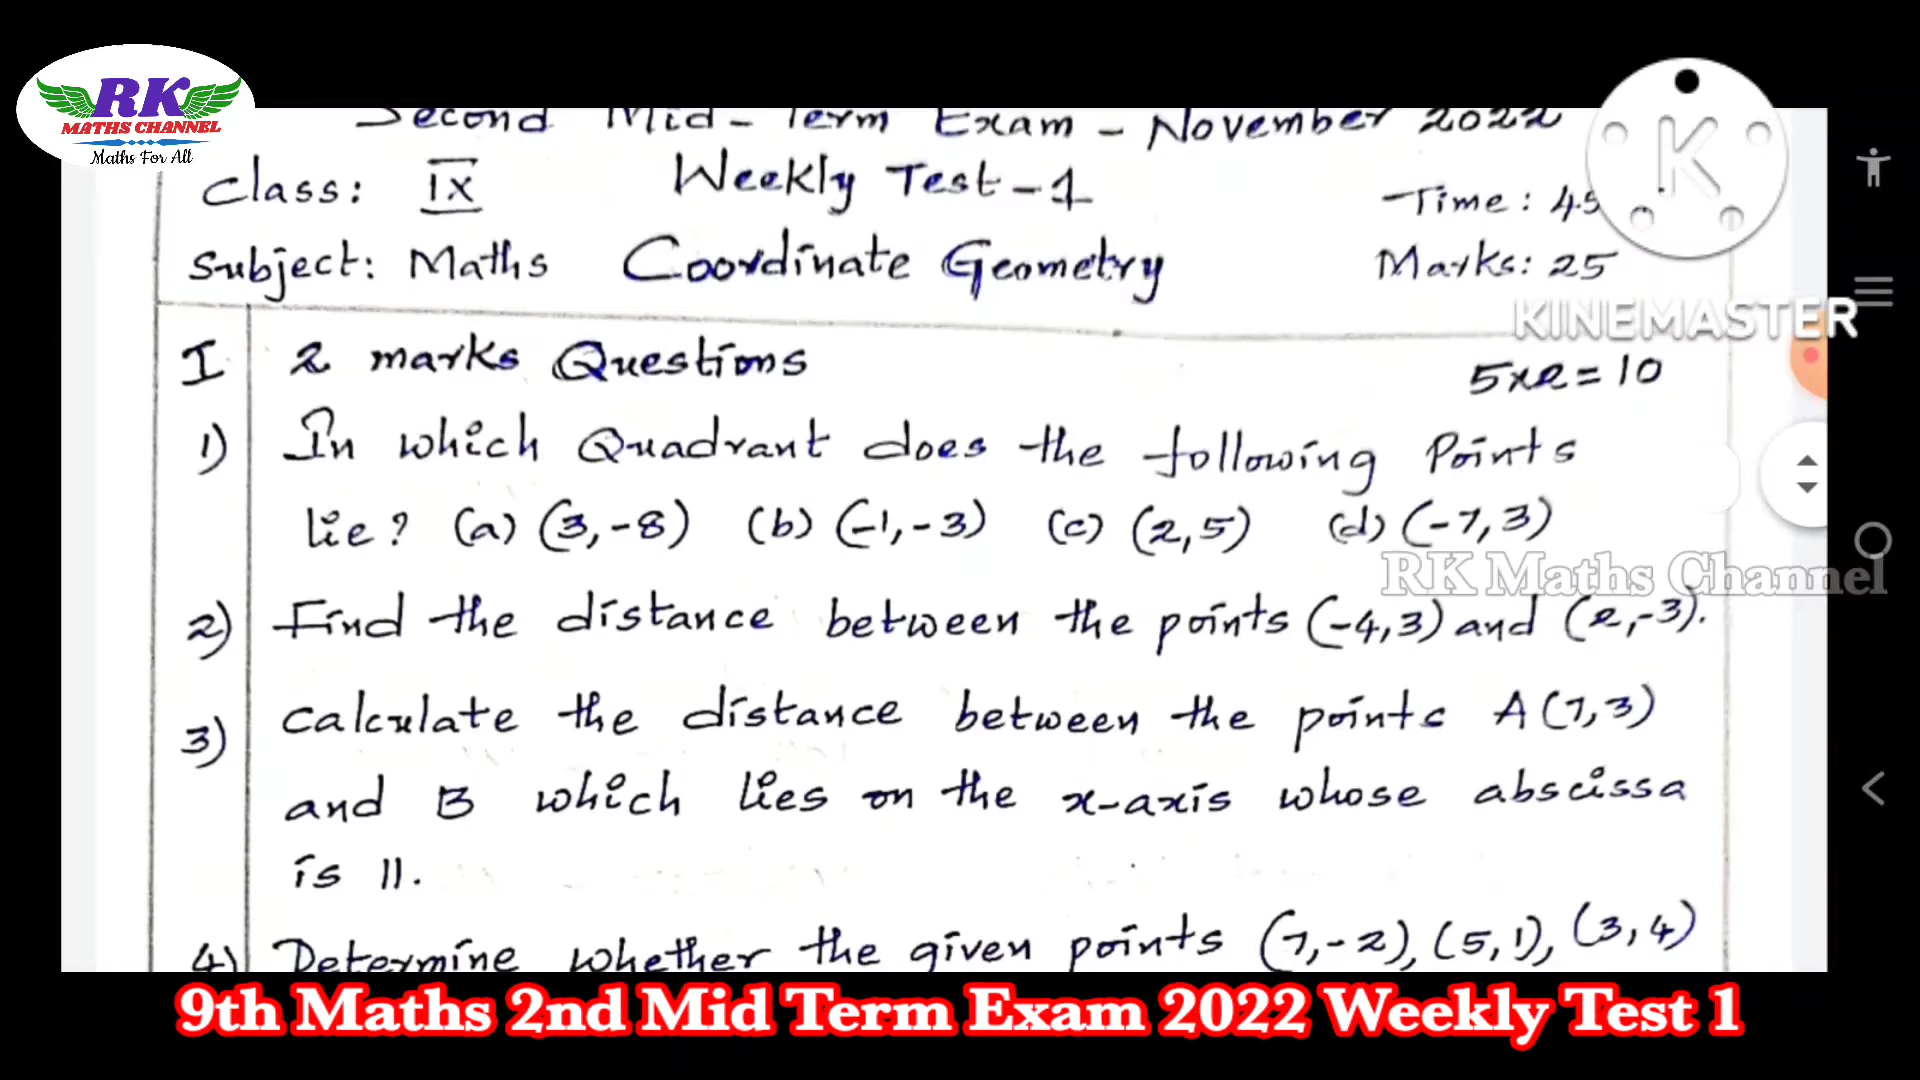 RK
MATHS CHANNEL
Maths For All
Second Mid-Term Exam - November 2022
Class: IX Weekly Test-1 Time: 45
Subject: Maths Coordinate Geometry Marks: 25
K
KINEMASTER
I 2 marks Questions 5x2=10
1) In which Quadrant does the following Points
lie? (a) (3,-8) (b) (-1,-3) (c) (2,5) (d) (-7,3)
RK Maths Channel
2) Find the distance between the points (-4,3) and (2,-3).
3) Calculate the distance between the points A(7,3)
and B which lies on the x-axis whose abscissa
is 11.
4) Determine whether the given points (7,-2), (5,1), (3,4)
9th Maths 2nd Mid Term Exam 2022 Weekly Test 1